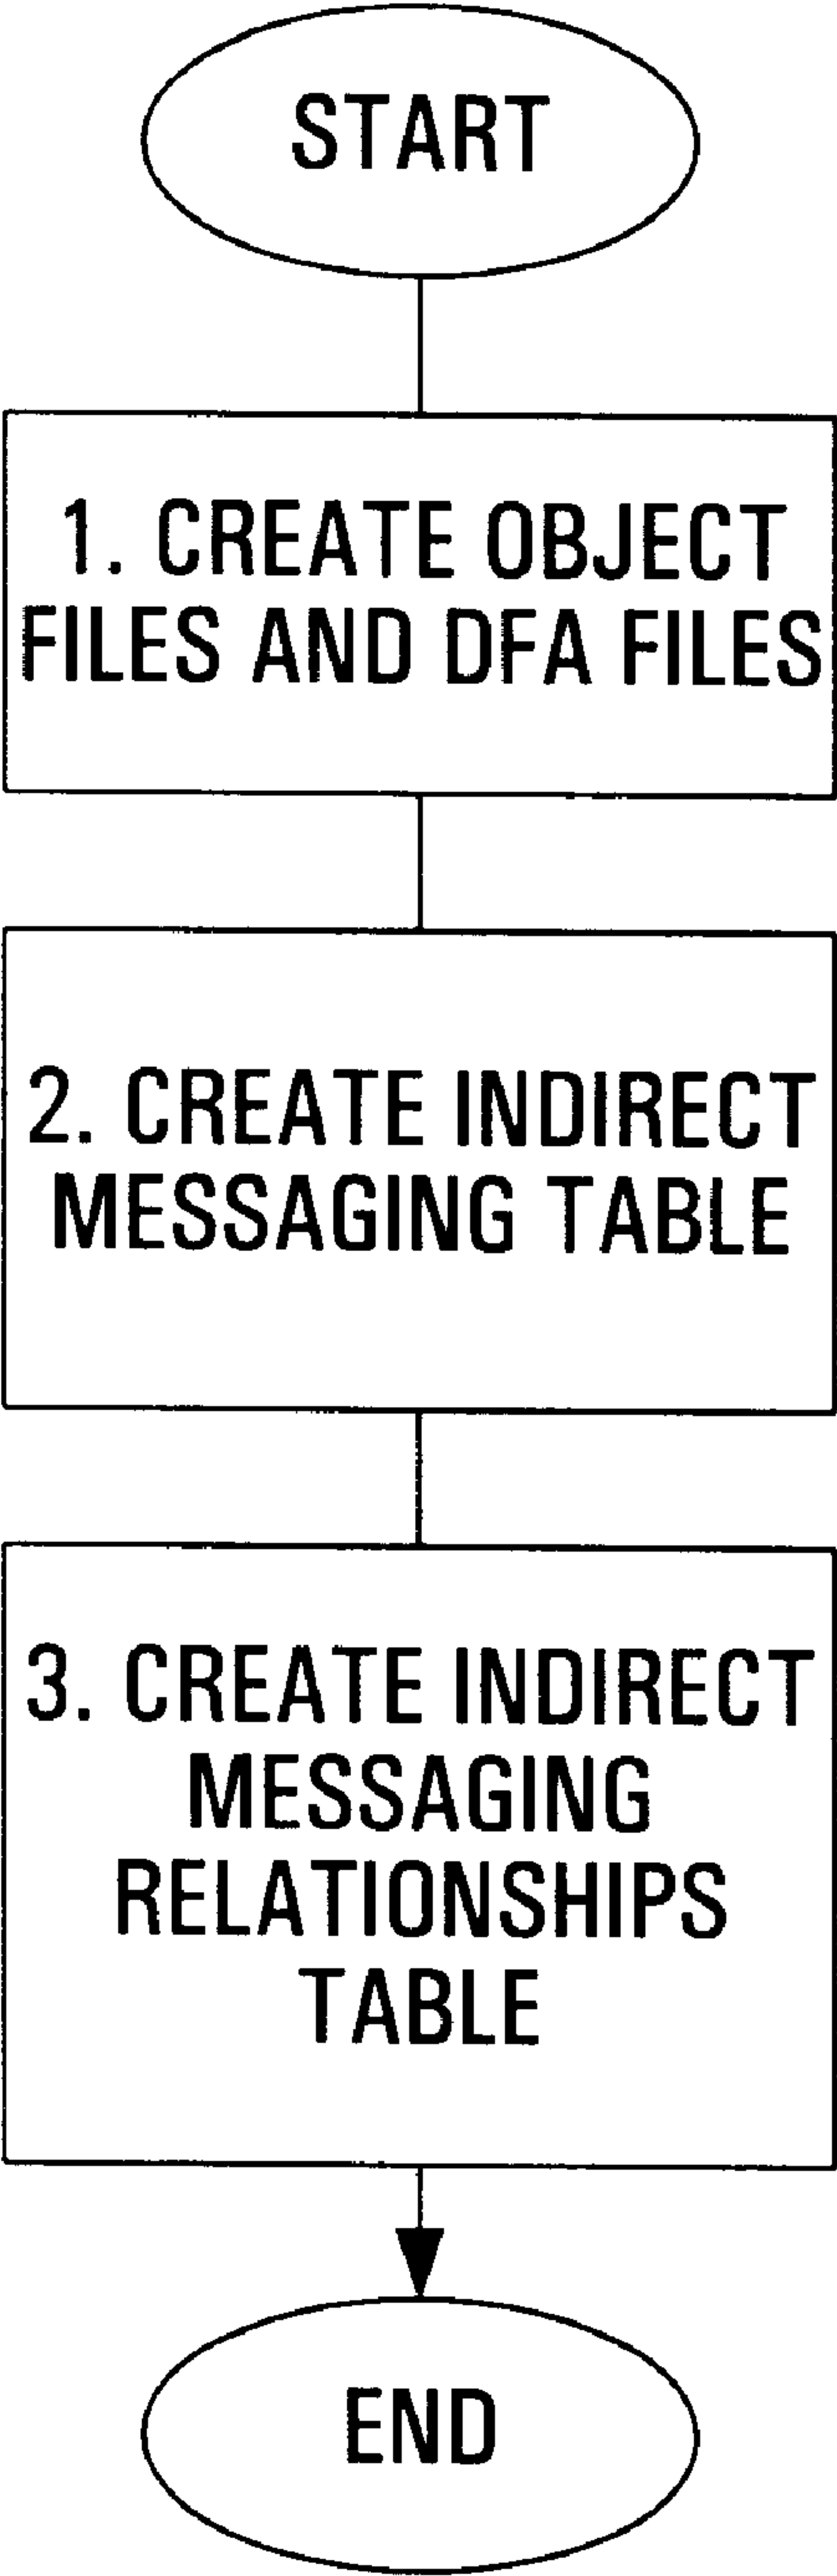 START
1. CREATE OBJECT
FILES AND DFA FILES
2. CREATE INDIRECT
MESSAGING TABLE
3. CREATE INDIRECT
MESSAGING
RELATIONSHIPS
TABLE
END